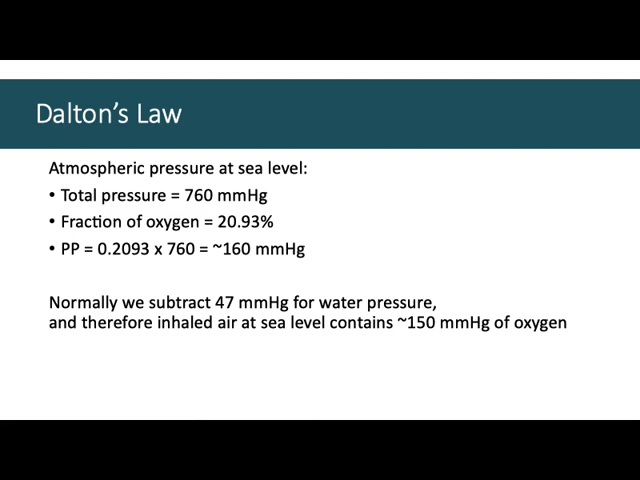 Dalton's Law
Atmospheric pressure at sea level:
• Total pressure = 760 mmHg
• Fraction of oxygen = 20.93%
• PP = 0.2093 x 760 = ~160 mmHg
Normally we subtract 47 mmHg for water pressure,
and therefore inhaled air at sea level contains ~150 mmHg of oxygen